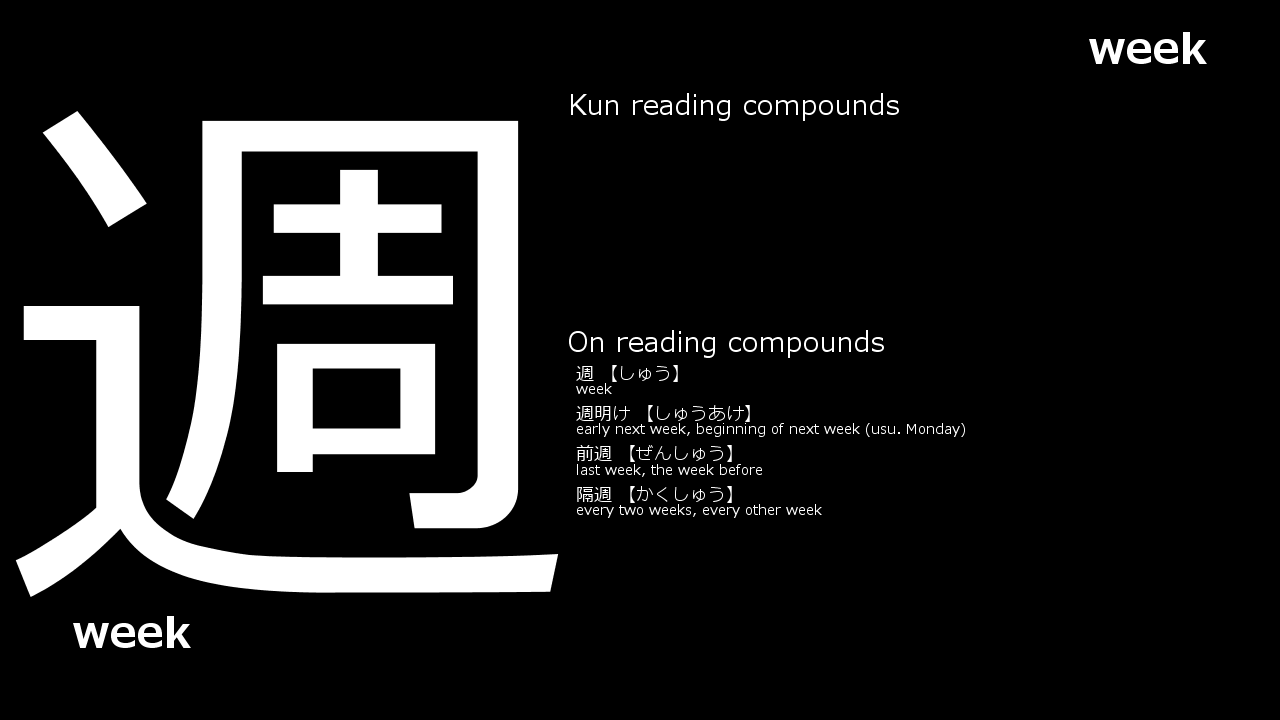 week
週
Kun reading compounds
On reading compounds
週 【しゅう】
week
週明け 【しゅうあけ】
early next week, beginning of next week (usu. Monday)
前週 【ぜんしゅう】
last week, the week before
隔週 【かくしゅう】
every two weeks, every other week
week